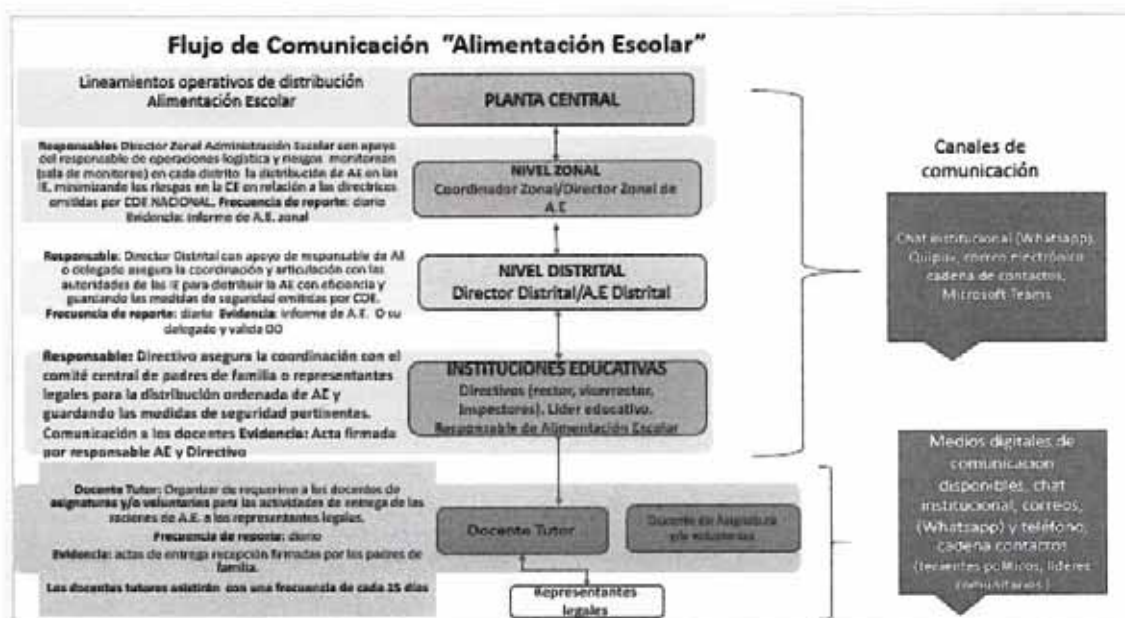 Flujo de Comunicación "Alimentación Escolar"
Lineamientos operativos de distribución
Alimentación Escolar
PLANTA CENTRAL
Responsables Director Zonal Administración Escolar con apoyo
del responsable de operaciones logística y riesgos monitorean
(sala de monitoreo) en cada distrito la distribución de AE en las
IE, minimizando los riesgos en la CE en relación a las directrices
emitidas por COE NACIONAL. Frecuencia de reporte: diario
Evidencia: Informe de A.E. zonal
NIVEL ZONAL
Coordinador Zonal/Director Zonal de
A.E
Responsable: Director Distrital con apoyo de responsable de AE
o delegado asegura la coordinación y articulación con las
autoridades de las IE para distribuir la AE con eficiencia y
guardando las medidas de seguridad emitidas por COE.
Frecuencia de reporte: diario Evidencia: informe de A.E. O su
delegado y valida DD
NIVEL DISTRITAL
Director Distrital/A.E Distrital
Responsable: Directivo asegura la coordinación con el
comité central de padres de familia o representantes
legales para la distribución ordenada de AE y
guardando las medidas de seguridad pertinentes.
Comunicación a los docentes Evidencia: Acta firmada
por responsable AE y Directivo
INSTITUCIONES EDUCATIVAS
Directivos (rector, vicerrector,
Inspectores). Líder educativo.
Responsable de Alimentación Escolar
Docente Tutor: Organizar de requerirse a los docentes de
asignaturas y/o voluntarios para las actividades de entrega de las
raciones de A.E. a los representantes legales.
Frecuencia de reporte: diario
Evidencia: actas de entrega recepción firmadas por los padres de
familia.
Los docentes tutores asistirán con una frecuencia de cada 15 días
Docente Tutor
Docente de Asignatura
y/o voluntarios
Representantes
legales
Canales de
comunicación
Chat institucional (Whatsapp),
Quipux, correo electrónico
cadena de contactos,
Microsoft Teams
Medios digitales de
comunicación
disponibles, chat
institucional, correos,
(Whatsapp) y teléfono,
cadena contactos
(tenientes políticos, líderes
comunitarios)